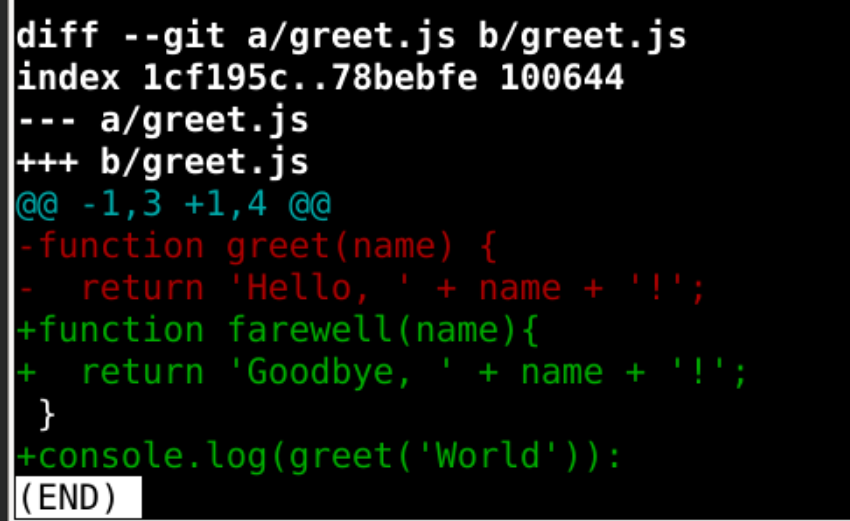 diff --git a/greet.js b/greet.js
index 1cf195c..78bebfe 100644
--- a/greet.js
+++ b/greet.js
@@ -1,3 +1,4 @@
-function greet(name) {
-  return 'Hello, ' + name + '!';
+function farewell(name){
+  return 'Goodbye, ' + name + '!';
 }
+console.log(greet('World')):
(END)